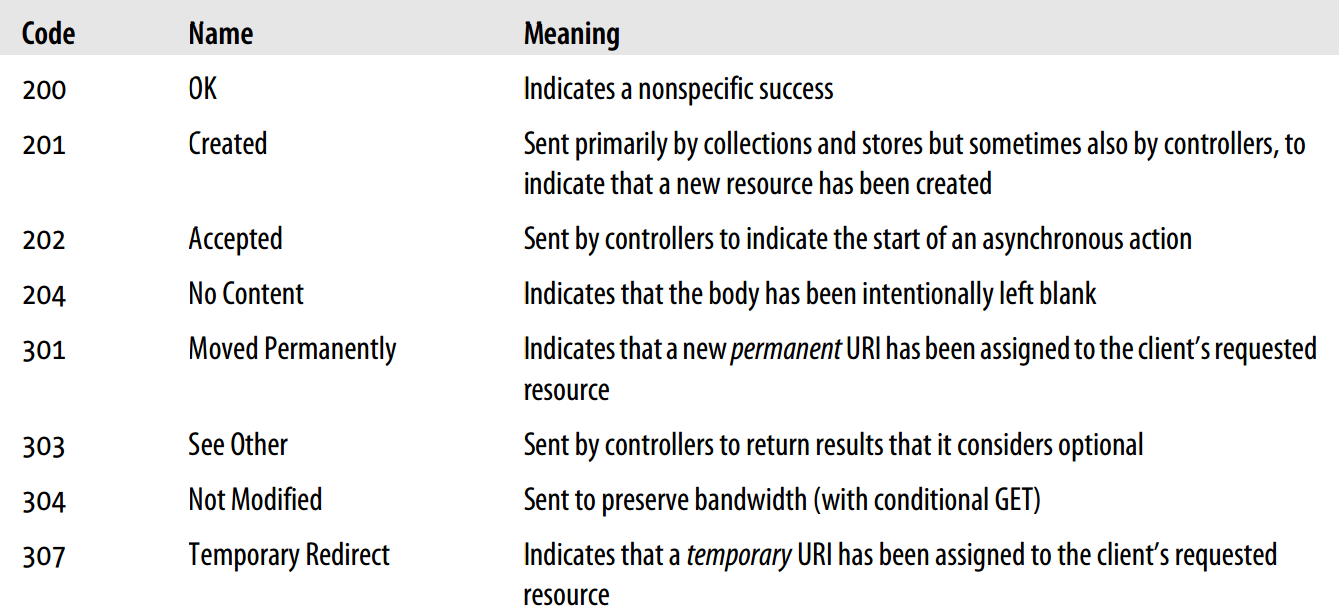 Code Name Meaning
200 OK Indicates a nonspecific success
201 Created Sent primarily by collections and stores but sometimes also by controllers, to
indicate that a new resource has been created
202 Accepted Sent by controllers to indicate the start of an asynchronous action
204 No Content Indicates that the body has been intentionally left blank
301 Moved Permanently Indicates that a new permanent URI has been assigned to the client’s requested
resource
303 See Other Sent by controllers to return results that it considers optional
304 Not Modified Sent to preserve bandwidth (with conditional GET)
307 Temporary Redirect Indicates that a temporary URI has been assigned to the client’s requested
resource